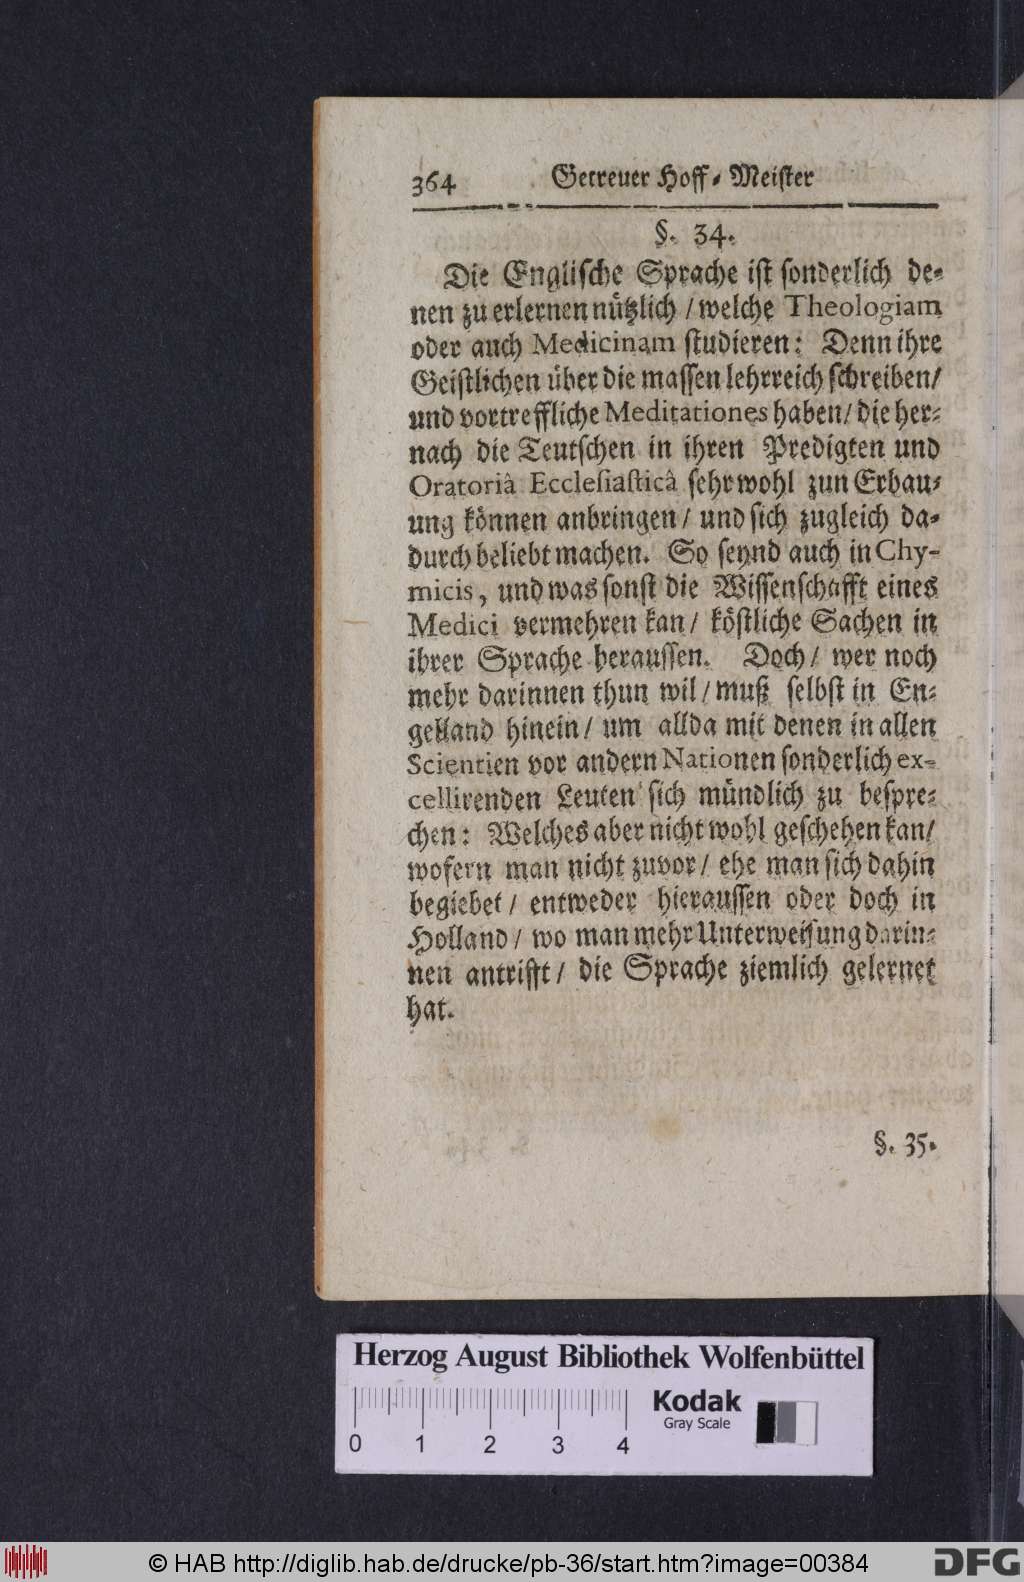 364 Getreuer Hoff-Meister
§. 34.
Die Englische Sprache ist sonderlich de-
nen zu erlernen nützlich / welche Theologiam
oder auch Medicinam studieren: Denn ihre
Geistlichen über die massen lehrreich schreiben/
und vortreffliche Meditationes haben/ die her-
nach die Teutschen in ihren Predigten und
Oratoriâ Ecclesiasticâ sehr wohl zun Erbau-
ung können anbringen/ und sich zugleich da-
durch beliebt machen. So seynd auch in Chy-
micis, und was sonst die Wissenschafft eines
Medici vermehren kan/ köstliche Sachen in
ihrer Sprache heraussen. Doch/ wer noch
mehr darinnen thun wil/ muß selbst in En-
gelland hinein/ um allda mit denen in allen
Scientien vor andern Nationen sonderlich ex-
cellirenden Leuten sich mündlich zu bespre-
chen: Welches aber nicht wohl geschehen kan/
wofern man nicht zuvor/ ehe man sich dahin
begiebet/ entweder hieraussen oder doch in
Holland/ wo man mehr Unterweisung darin-
nen antrifft/ die Sprache ziemlich gelernet
hat.
§. 35.
Herzog August Bibliothek Wolfenbüttel
Kodak
Gray Scale
0 1 2 3 4
© HAB http://diglib.hab.de/drucke/pb-36/start.htm?image=00384
DFG